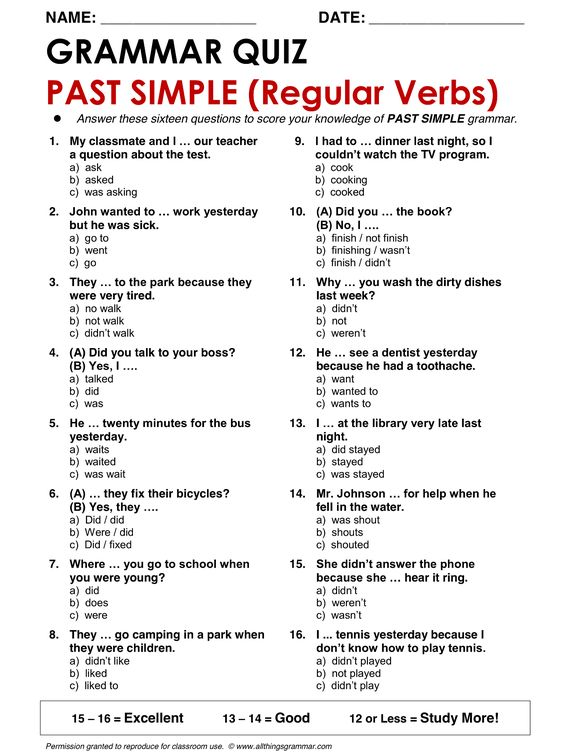 NAME: ____________________ DATE: ____________________
GRAMMAR QUIZ
PAST SIMPLE (Regular Verbs)
● Answer these sixteen questions to score your knowledge of PAST SIMPLE grammar.
1. My classmate and I … our teacher
a question about the test.
a) ask
b) asked
c) was asking
2. John wanted to … work yesterday
but he was sick.
a) go to
b) went
c) go
3. They … to the park because they
were very tired.
a) no walk
b) not walk
c) didn't walk
4. (A) Did you talk to your boss?
(B) Yes, I ….
a) talked
b) did
c) was
5. He … twenty minutes for the bus
yesterday.
a) waits
b) waited
c) was wait
6. (A) … they fix their bicycles?
(B) Yes, they ….
a) Did / did
b) Were / did
c) Did / fixed
7. Where … you go to school when
you were young?
a) did
b) does
c) were
8. They … go camping in a park when
they were children.
a) didn't like
b) liked
c) liked to
9. I had to … dinner last night, so I
couldn't watch the TV program.
a) cook
b) cooking
c) cooked
10. (A) Did you … the book?
(B) No, I ….
a) finish / not finish
b) finishing / wasn't
c) finish / didn't
11. Why … you wash the dirty dishes
last week?
a) didn't
b) not
c) weren't
12. He … see a dentist yesterday
because he had a toothache.
a) want
b) wanted to
c) wants to
13. I … at the library very late last
night.
a) did stayed
b) stayed
c) was stayed
14. Mr. Johnson … for help when he
fell in the water.
a) was shout
b) shouts
c) shouted
15. She didn't answer the phone
because she … hear it ring.
a) didn't
b) weren't
c) wasn't
16. I ... tennis yesterday because I
don't know how to play tennis.
a) didn't played
b) not played
c) didn't play
15 – 16 = Excellent 13 – 14 = Good 12 or Less = Study More!
Permission granted to reproduce for classroom use. © www.allthingsgrammar.com